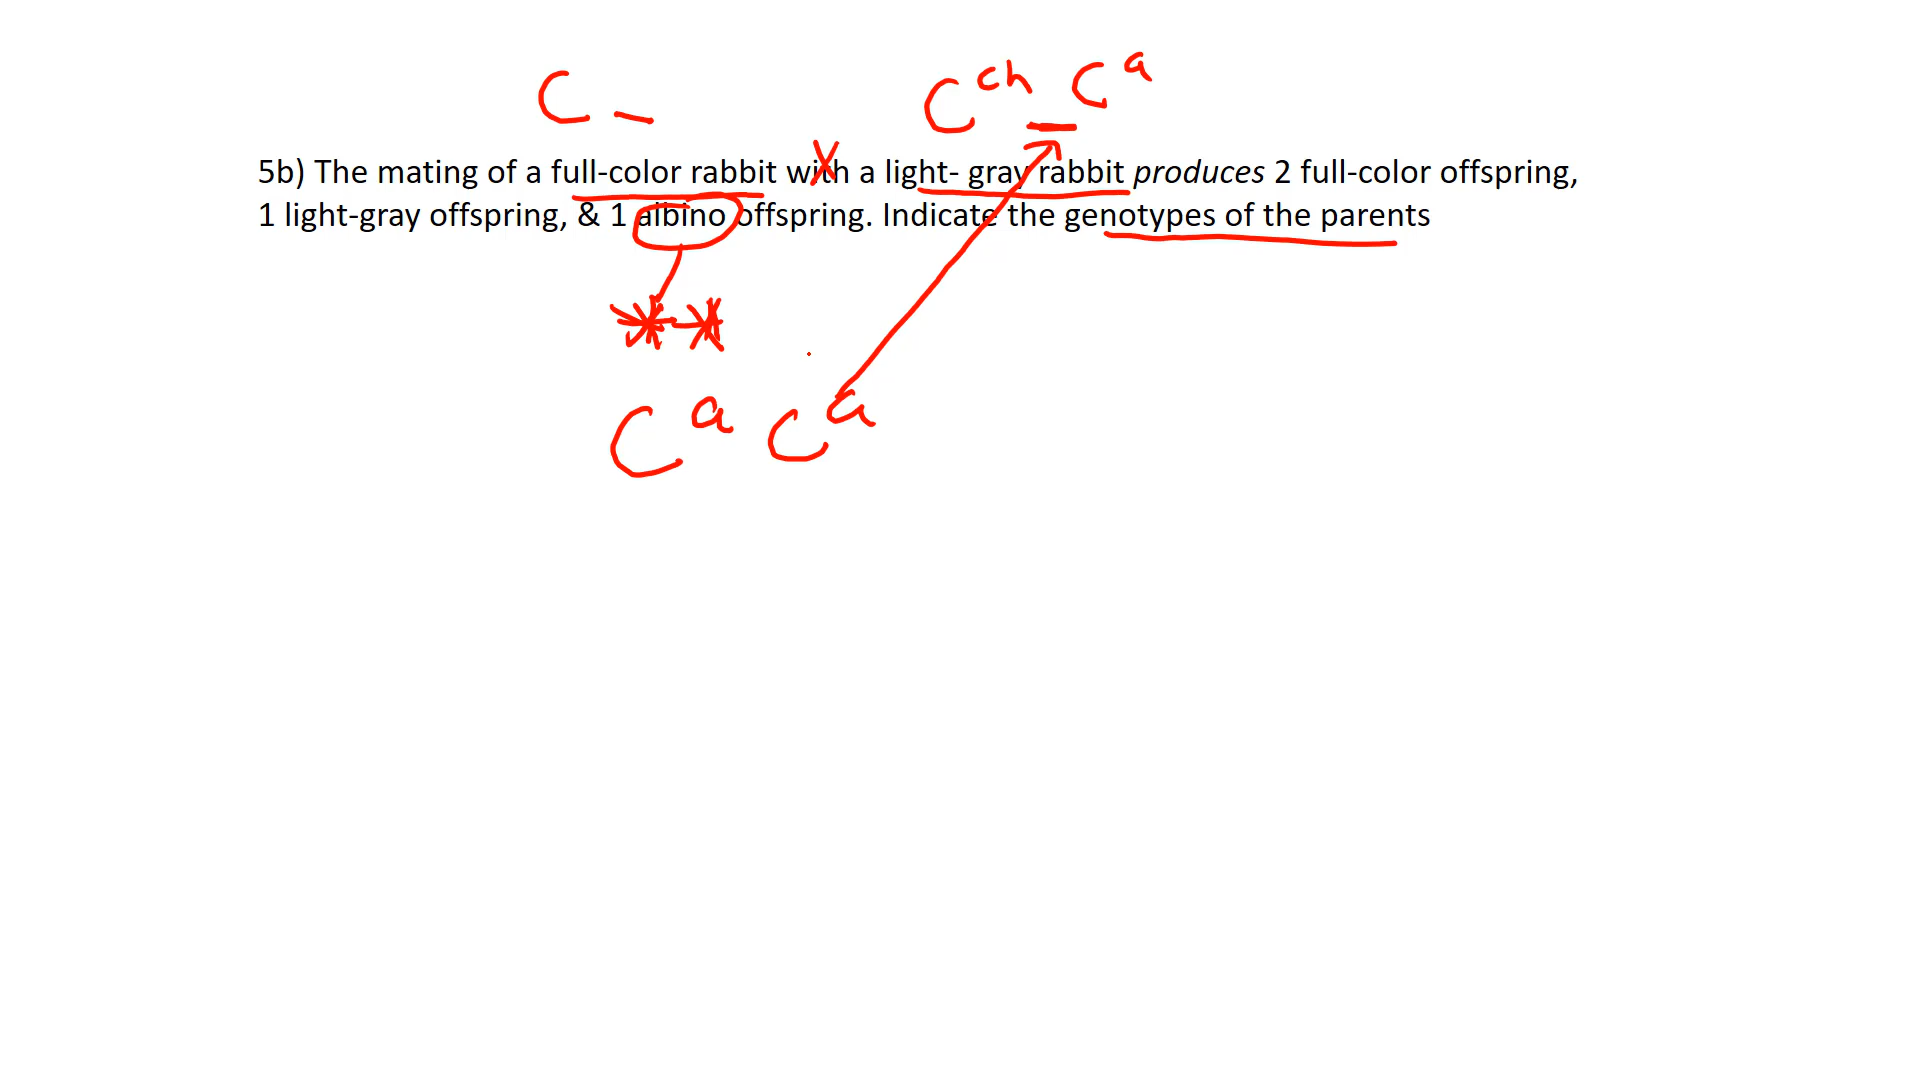 C _ C^ch C^a
X
5b) The mating of a full-color rabbit with a light- gray rabbit produces 2 full-color offspring,
1 light-gray offspring, & 1 albino offspring. Indicate the genotypes of the parents
C^a C^a